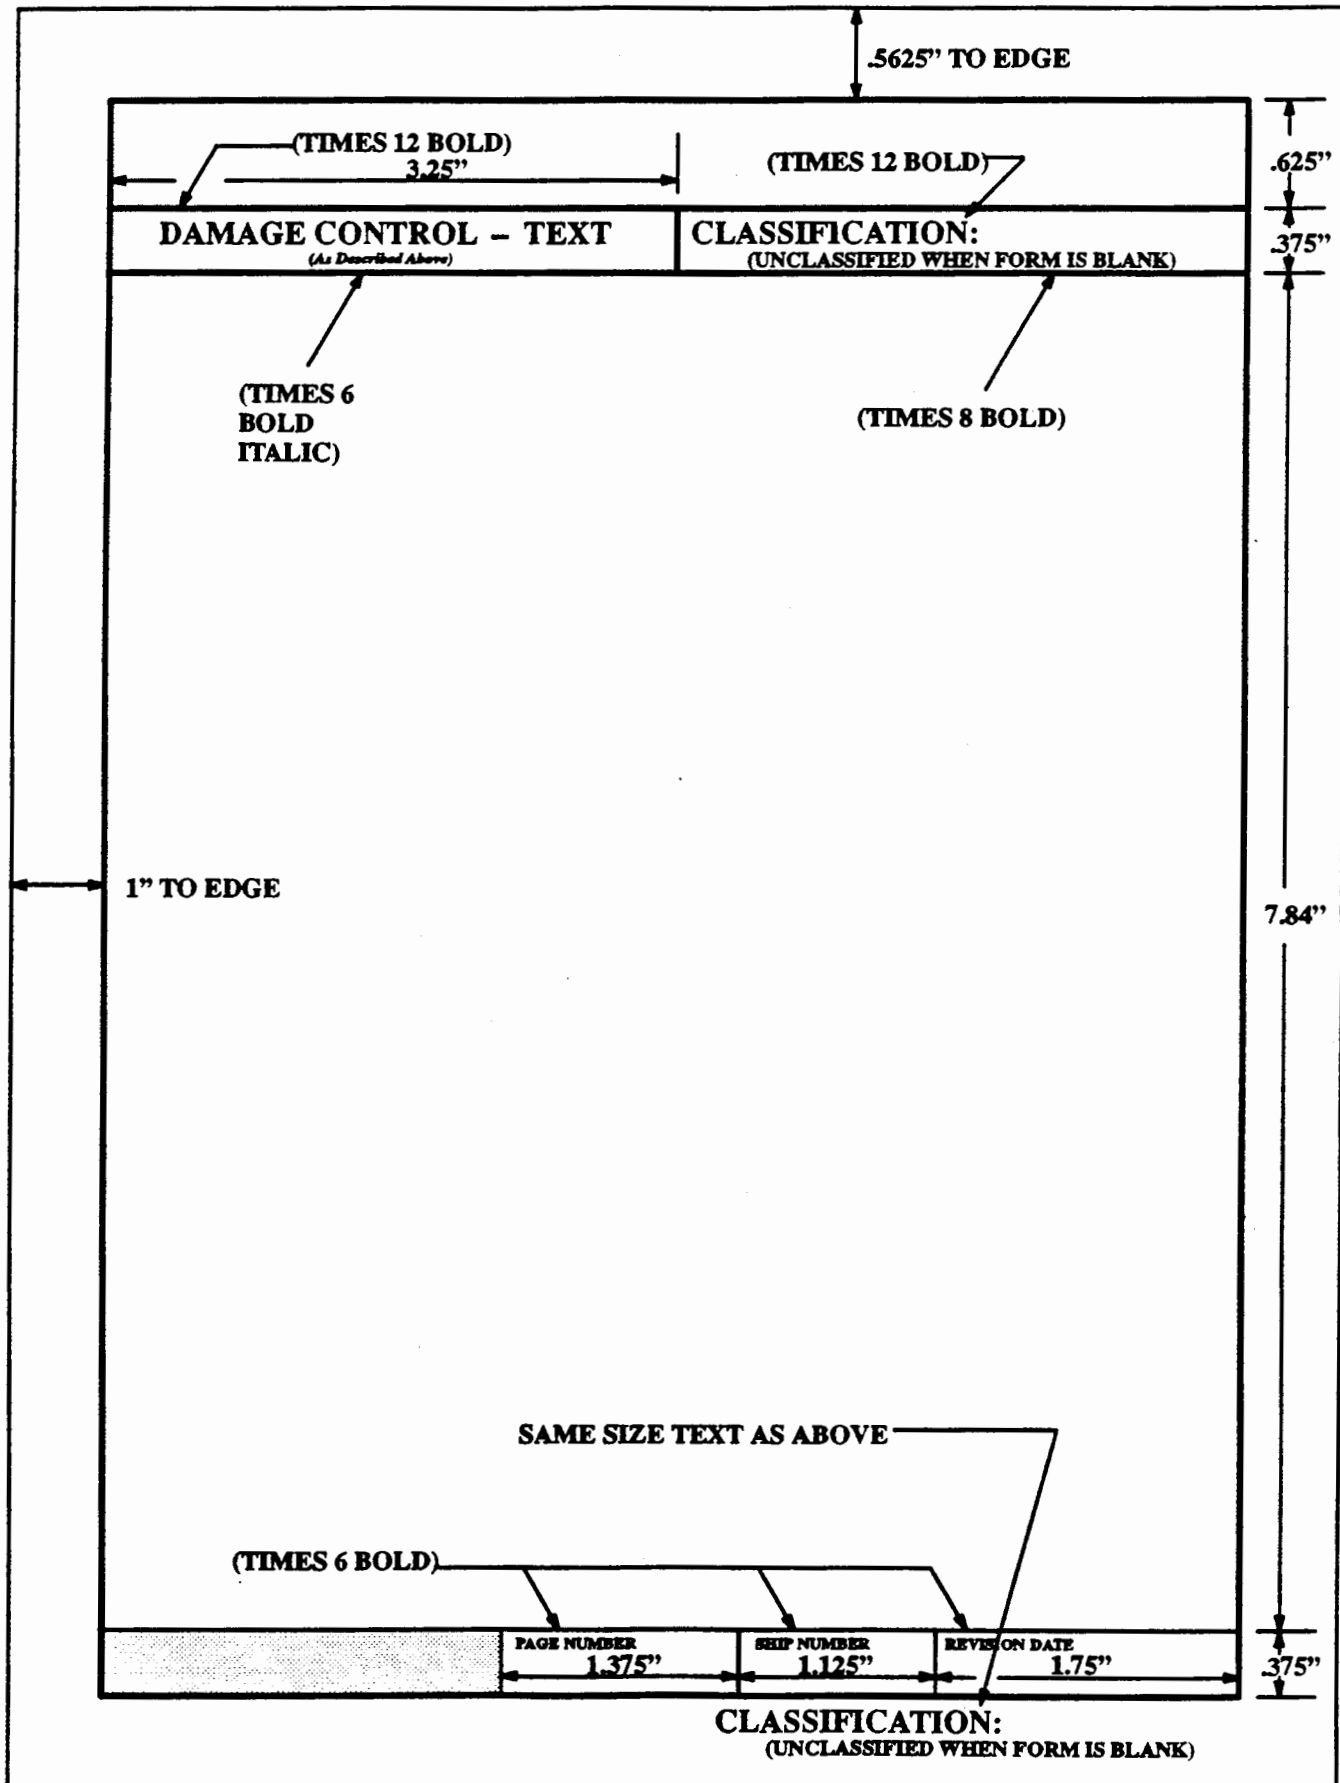 .5625” TO EDGE
(TIMES 12 BOLD)
3.25”
(TIMES 12 BOLD)
.625”
DAMAGE CONTROL – TEXT
(As Described Above)
CLASSIFICATION:
(UNCLASSIFIED WHEN FORM IS BLANK)
.375”
(TIMES 6
BOLD
ITALIC)
(TIMES 8 BOLD)
1” TO EDGE
7.84”
SAME SIZE TEXT AS ABOVE
(TIMES 6 BOLD)
PAGE NUMBER
1.375”
SHIP NUMBER
1.125”
REVISION DATE
1.75”
.375”
CLASSIFICATION:
(UNCLASSIFIED WHEN FORM IS BLANK)